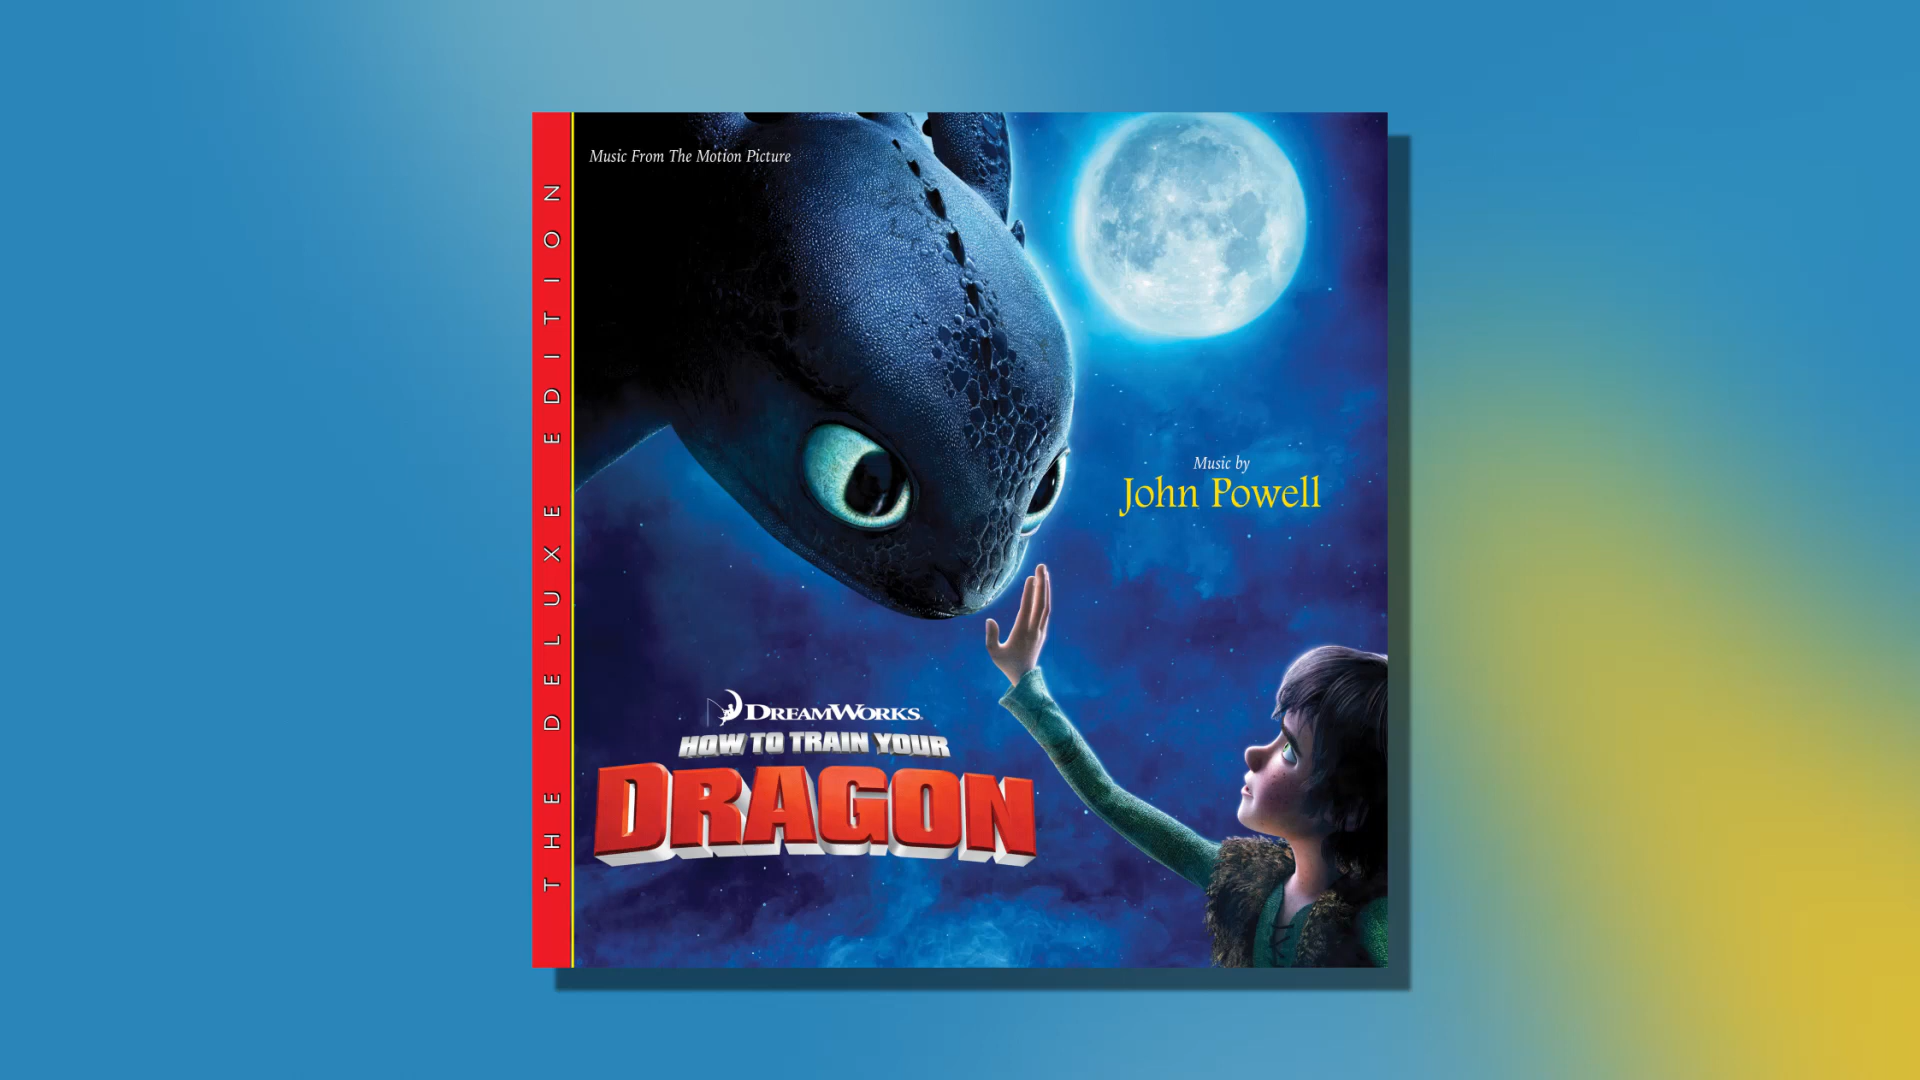 THE DELUXE EDITION
Music From The Motion Picture
Music by
John Powell
DREAMWORKS
HOW TO TRAIN YOUR
DRAGON